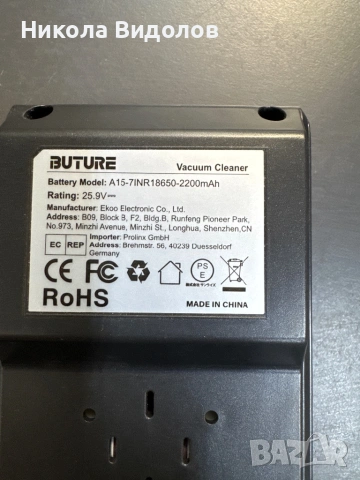 Никола Видолов
BUTURE
Vacuum Cleaner
Battery Model: A15-7INR18650-2200mAh
Rating: 25.9V
Manufacturer: Ekoo Electronic Co., Ltd.
Address: B09, Block B, F2, Bldg.B, Runfeng Pioneer Park,
No.973, Minzhi Avenue, Minzhi St., Longhua, Shenzhen,CN
EC REP
Importer: Prolinx GmbH
Address: Brehmstr. 56, 40239 Duesseldorf
Germany
CE FC
PS
E
RoHS
MADE IN CHINA
BAZAR